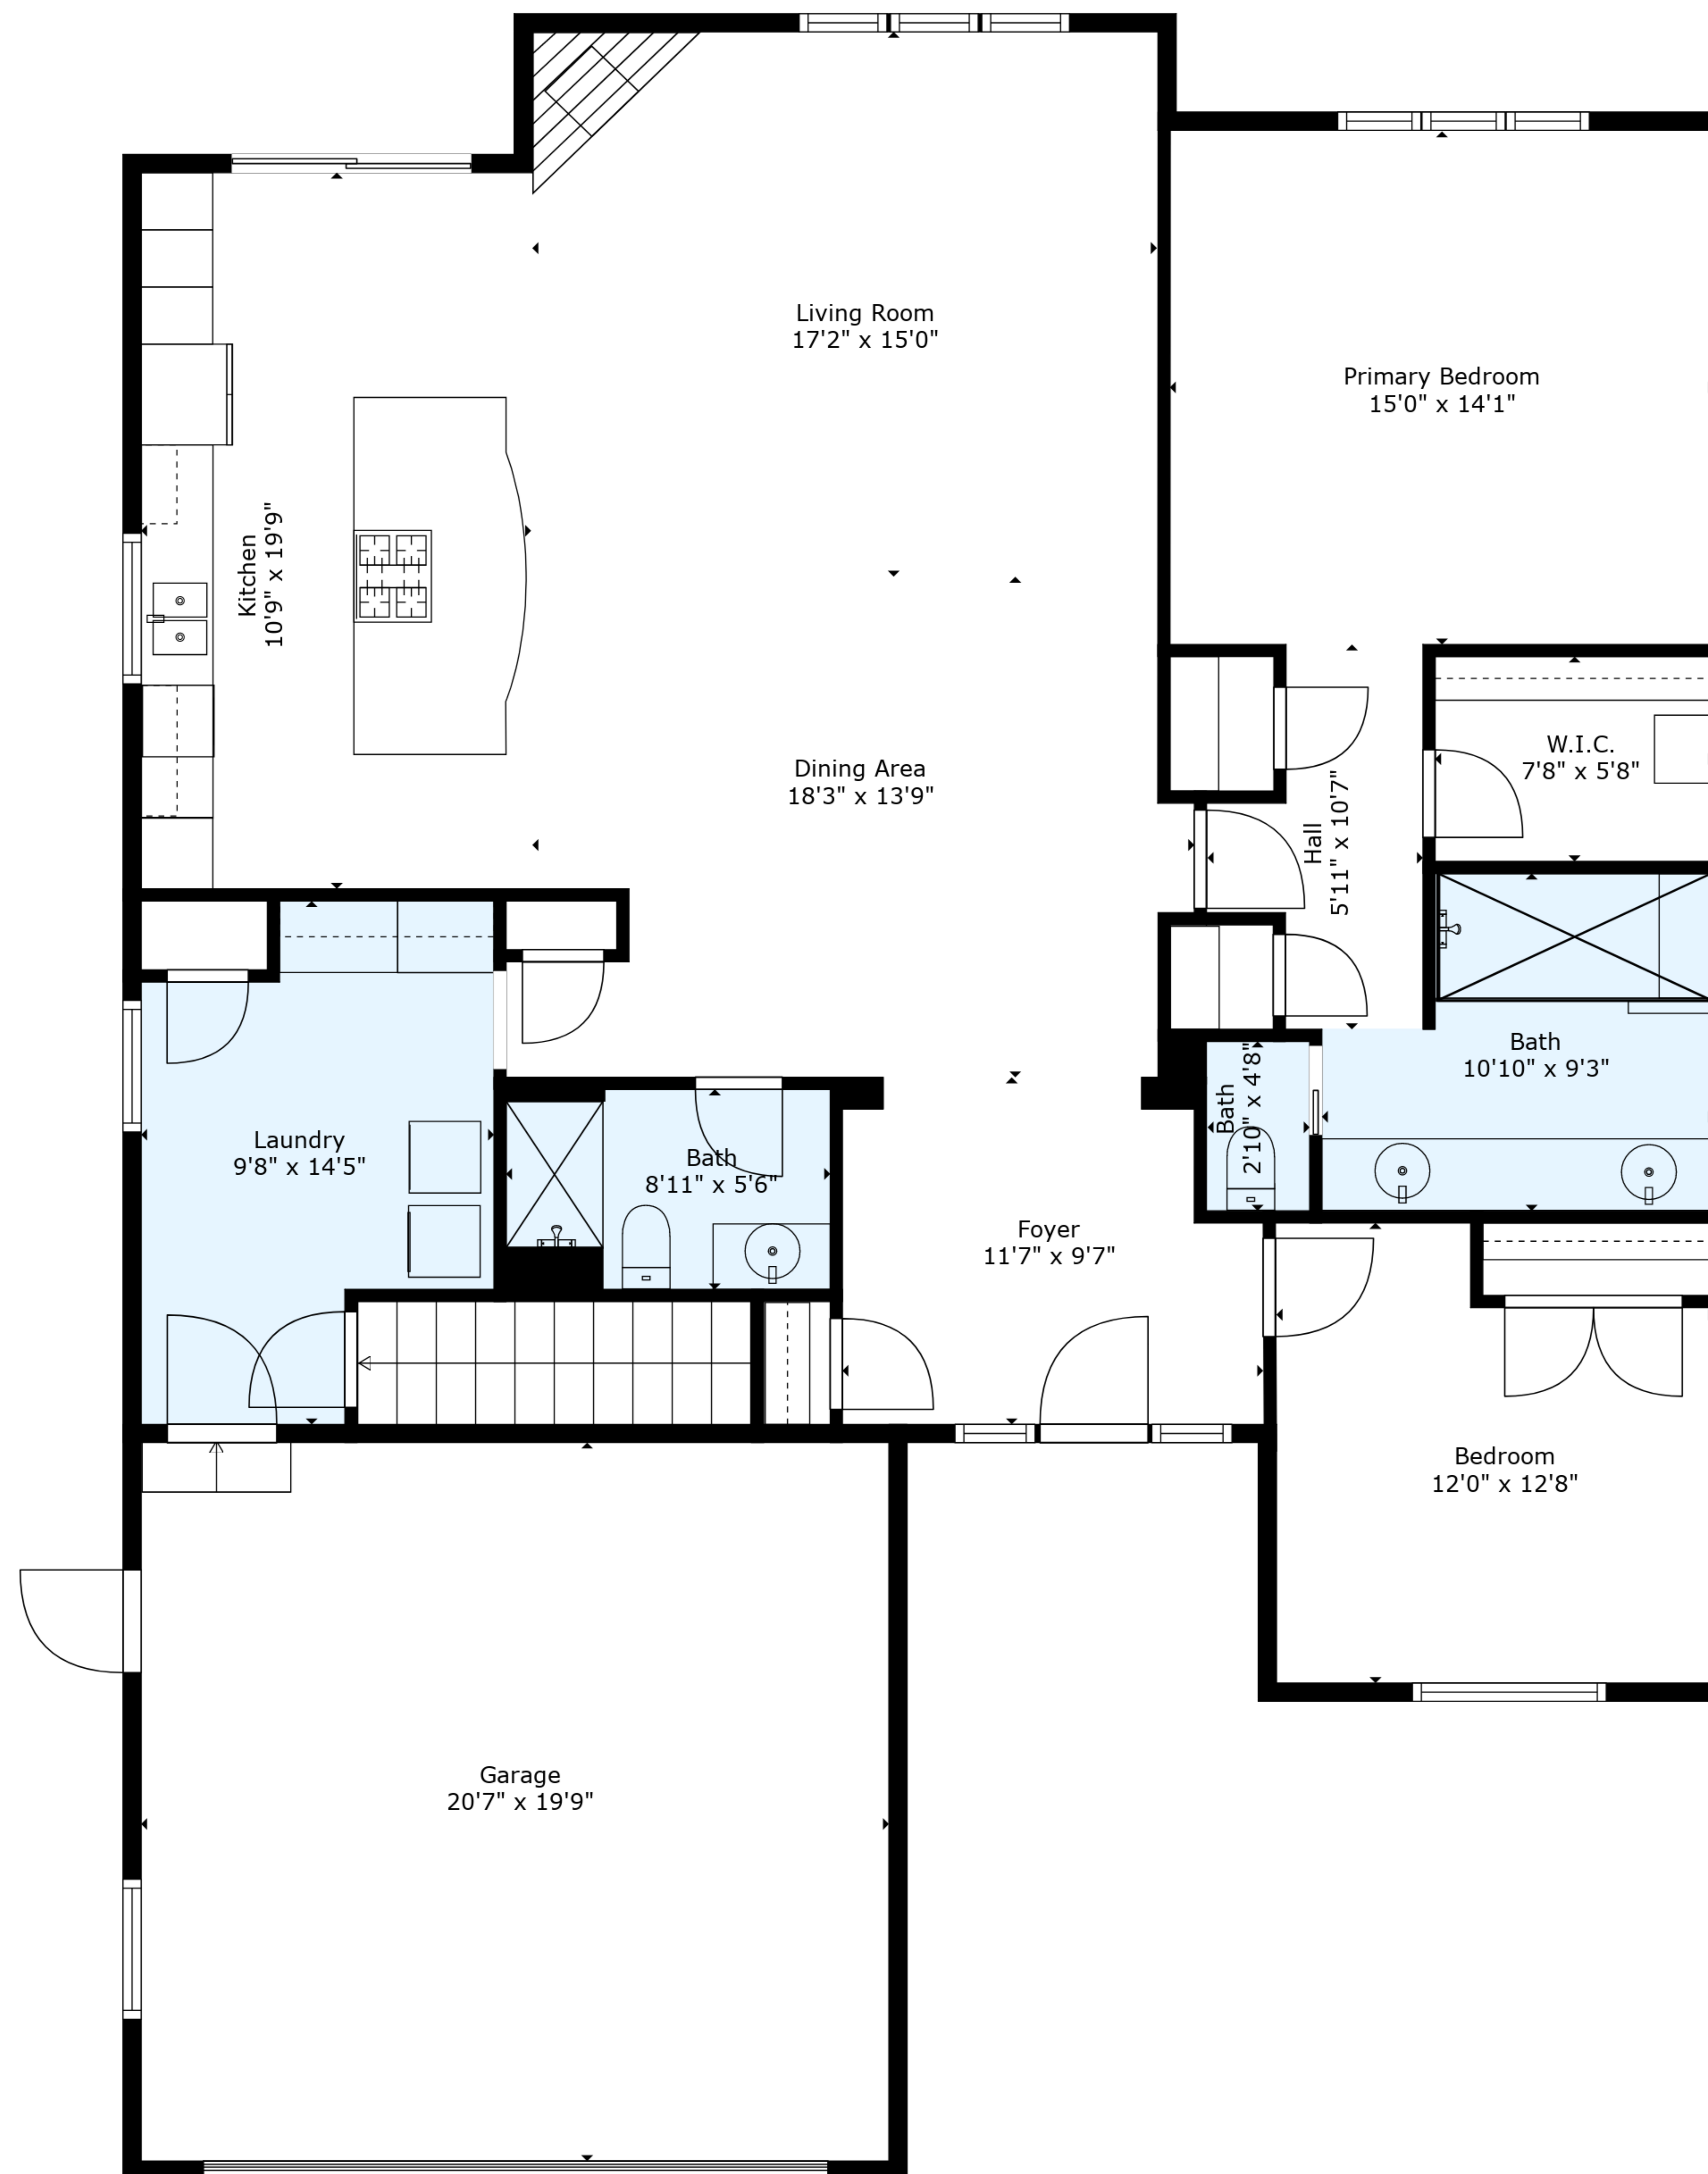 Living Room
17'2" x 15'0"
Primary Bedroom
15'0" x 14'1"
Kitchen
10'9" x 19'9"
Dining Area
18'3" x 13'9"
W.I.C.
7'8" x 5'8"
Hall
5'11" x 10'7"
Bath
10'10" x 9'3"
Bath
2'10" x 4'8"
Laundry
9'8" x 14'5"
Bath
8'11" x 5'6"
Foyer
11'7" x 9'7"
Bedroom
12'0" x 12'8"
Garage
20'7" x 19'9"